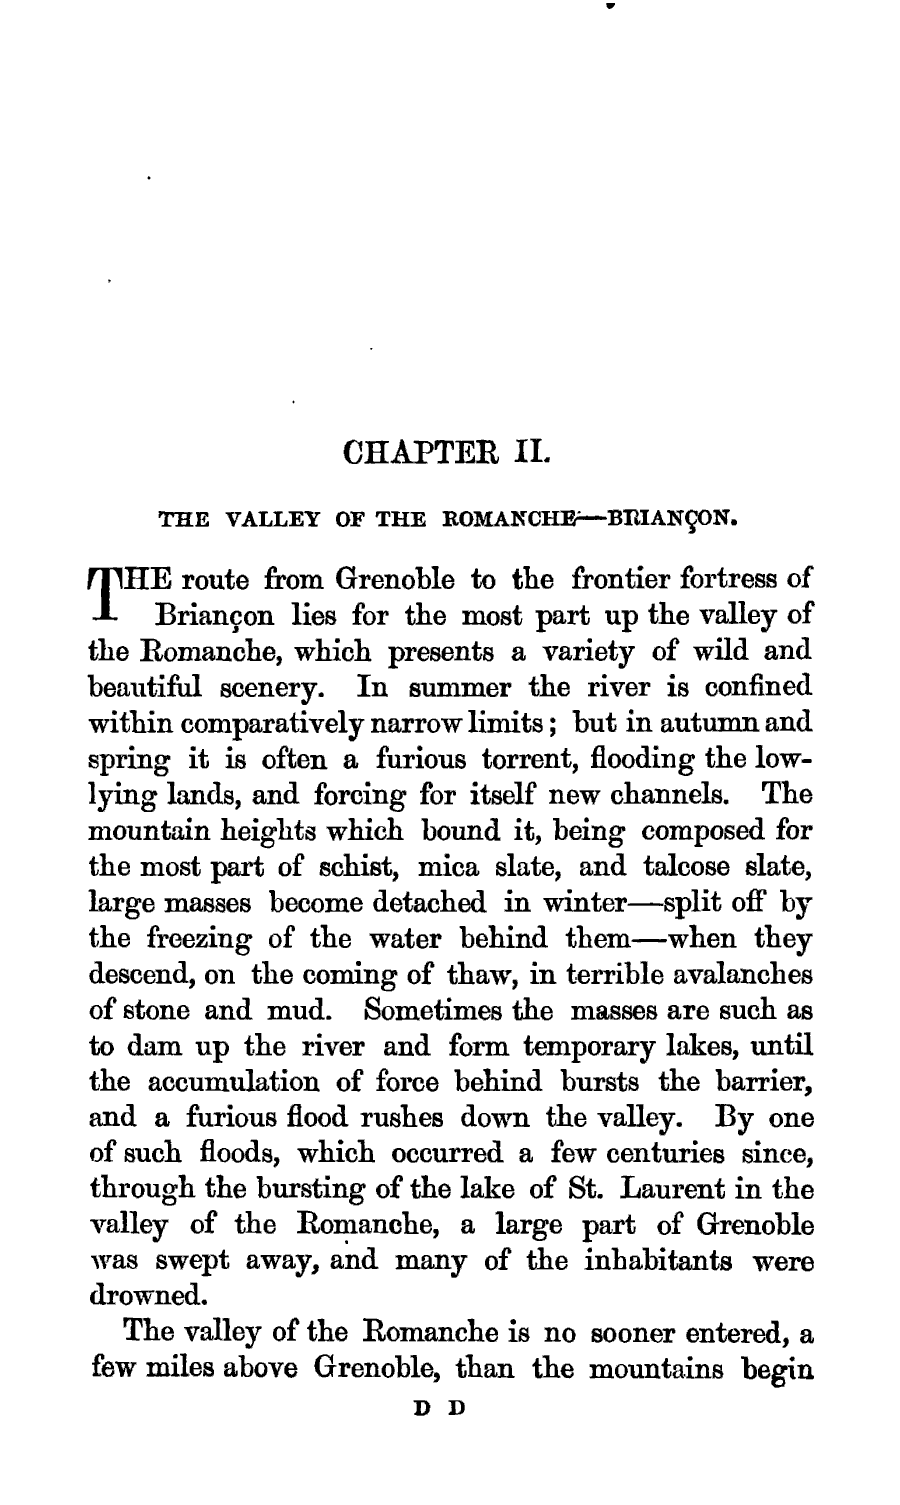 CHAPTER II.
THE VALLEY OF THE ROMANCHE—BRIANÇON.
THE route from Grenoble to the frontier fortress of
Briançon lies for the most part up the valley of
the Romanche, which presents a variety of wild and
beautiful scenery. In summer the river is confined
within comparatively narrow limits; but in autumn and
spring it is often a furious torrent, flooding the low-
lying lands, and forcing for itself new channels. The
mountain heights which bound it, being composed for
the most part of schist, mica slate, and talcose slate,
large masses become detached in winter—split off by
the freezing of the water behind them—when they
descend, on the coming of thaw, in terrible avalanches
of stone and mud. Sometimes the masses are such as
to dam up the river and form temporary lakes, until
the accumulation of force behind bursts the barrier,
and a furious flood rushes down the valley. By one
of such floods, which occurred a few centuries since,
through the bursting of the lake of St. Laurent in the
valley of the Romanche, a large part of Grenoble
was swept away, and many of the inhabitants were
drowned.
The valley of the Romanche is no sooner entered, a
few miles above Grenoble, than the mountains begin
D D